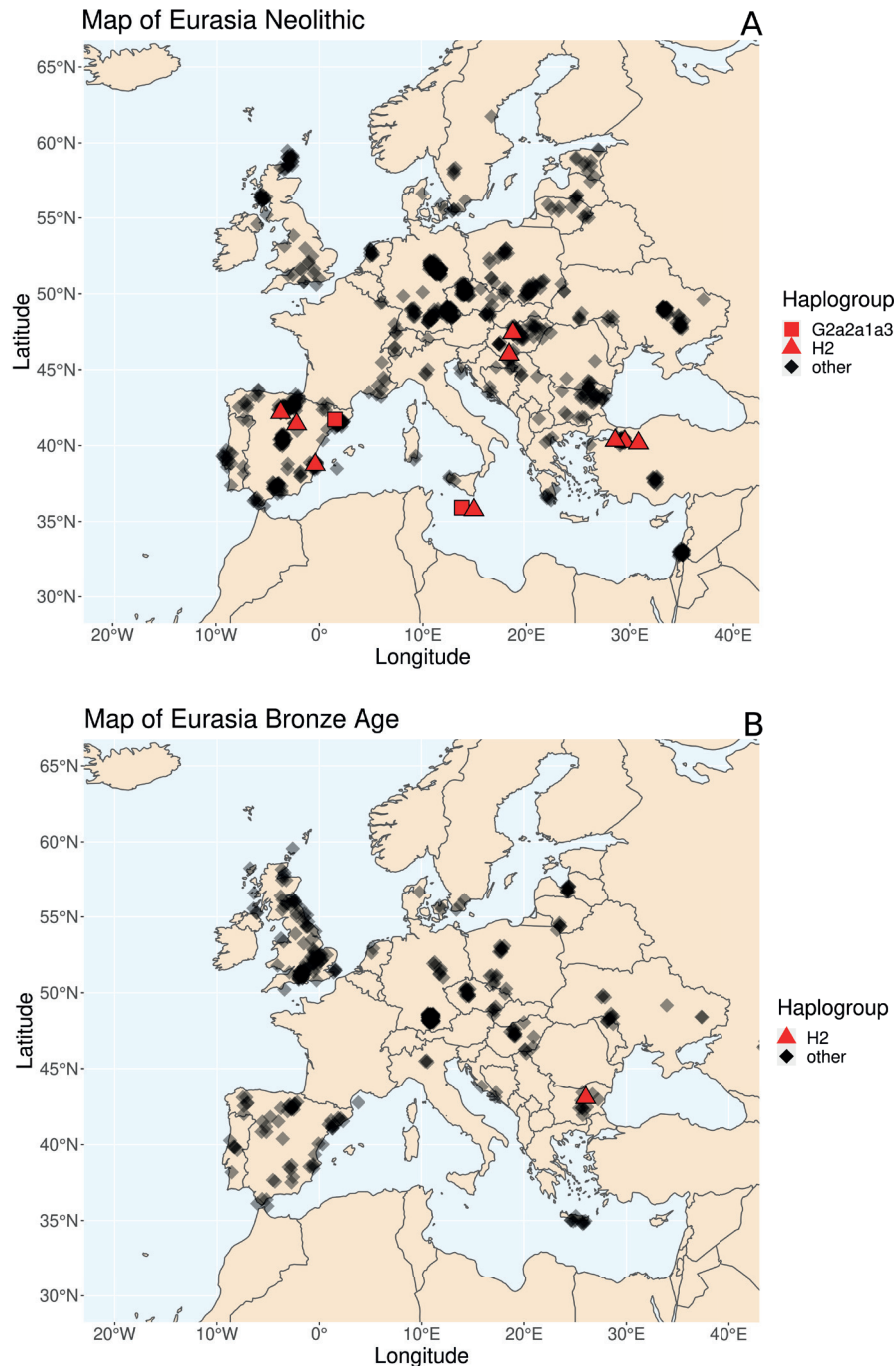 Map of Eurasia Neolithic
A
65°N
60°N
55°N
50°N
45°N
40°N
35°N
30°N
Latitude
20°W 10°W 0° 10°E 20°E 30°E 40°E
Longitude
Haplogroup
G2a2a1a3
H2
other
Map of Eurasia Bronze Age
B
65°N
60°N
55°N
50°N
45°N
40°N
35°N
30°N
Latitude
20°W 10°W 0° 10°E 20°E 30°E 40°E
Longitude
Haplogroup
H2
other